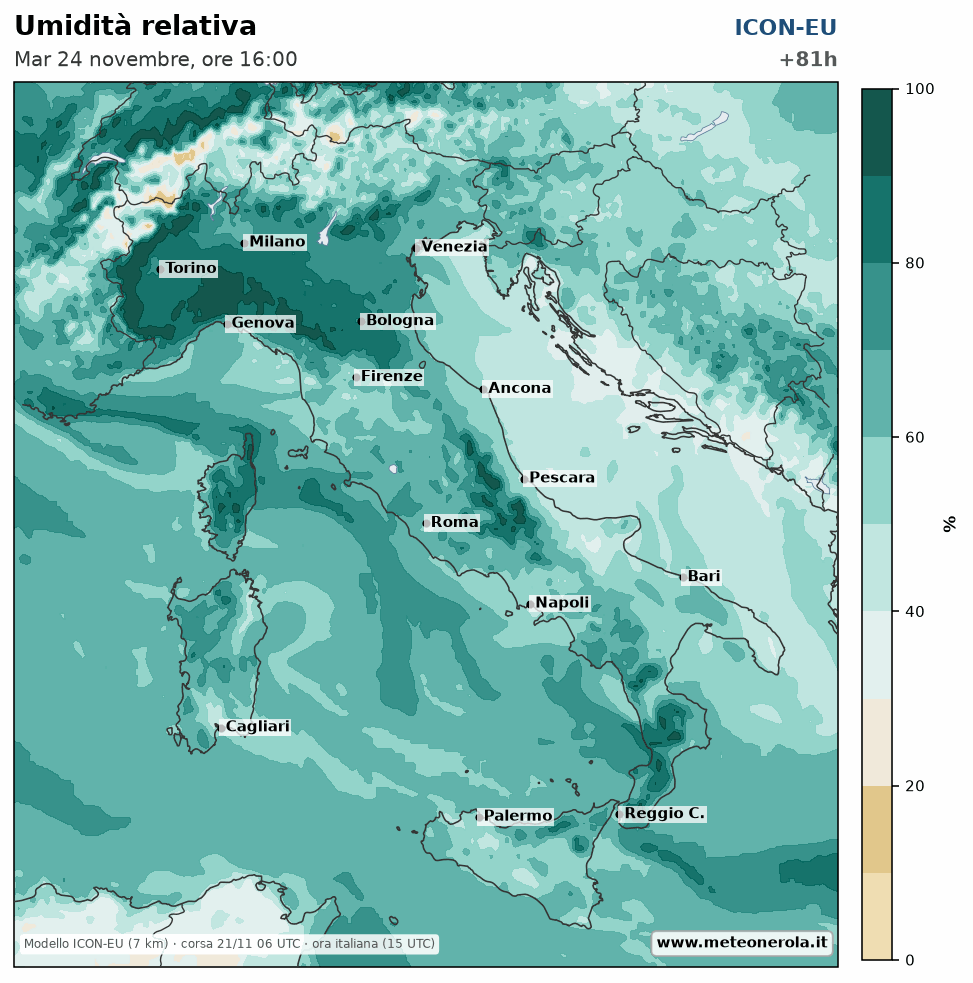 Umidità relativa
ICON-EU
Mar 24 novembre, ore 16:00
+81h
100
80
60
40
20
0
%
Milano
Venezia
Torino
Genova
Bologna
Firenze
Ancona
Pescara
Roma
Bari
Napoli
Cagliari
Palermo
Reggio C.
Modello ICON-EU (7 km) · corsa 21/11 06 UTC · ora italiana (15 UTC)
www.meteonerola.it